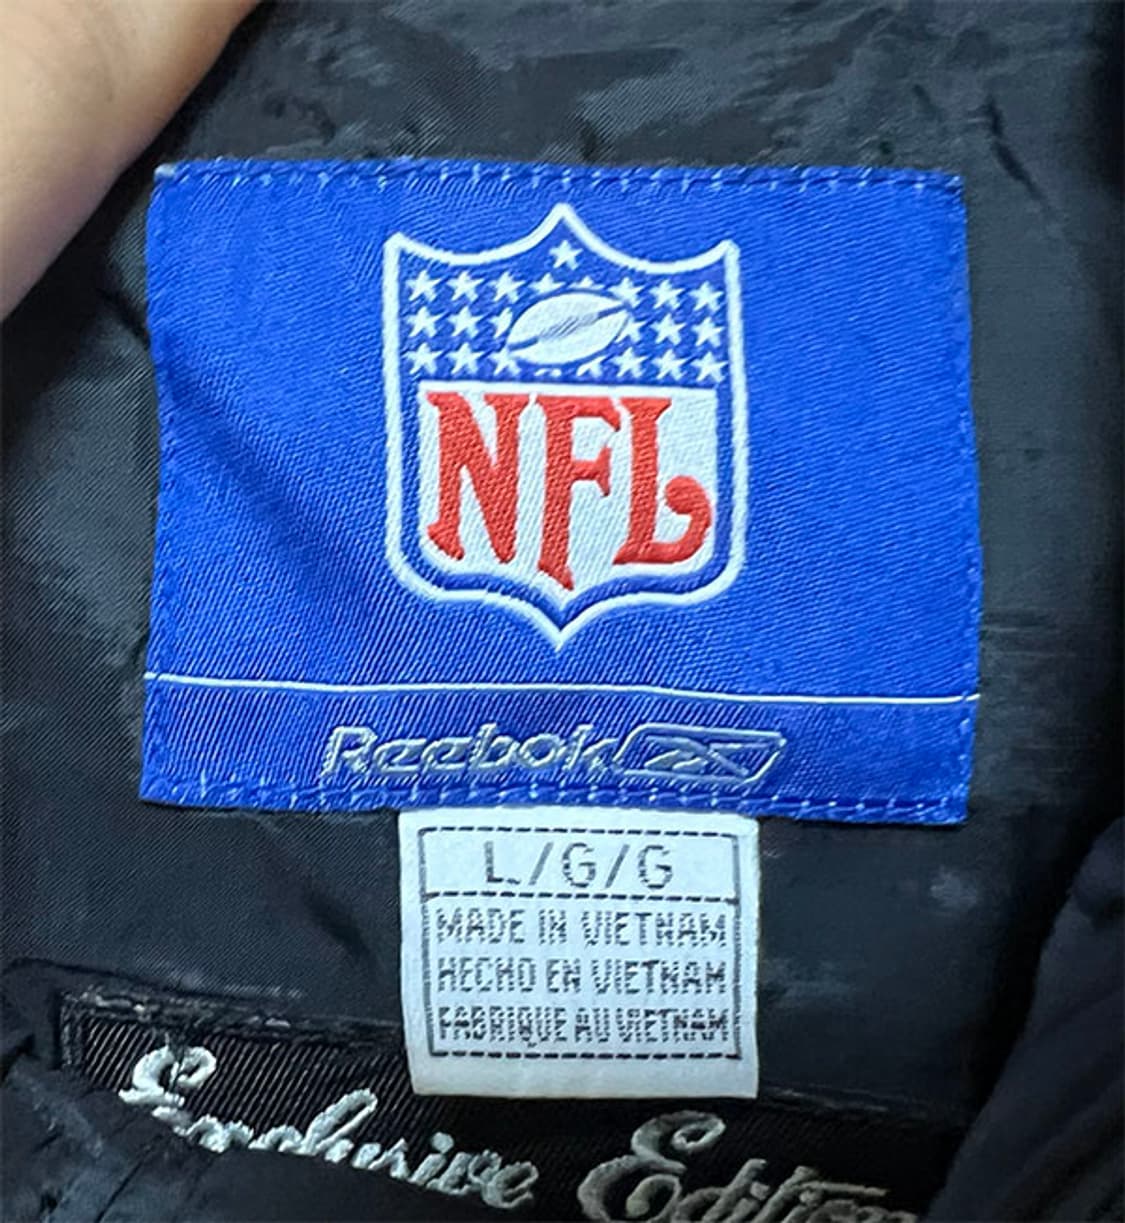 NFL
Reebok
L/G/G
MADE IN VIETNAM
HECHO EN VIETNAM
FABRIQUE AU VIETNAM
Exclusive Edition